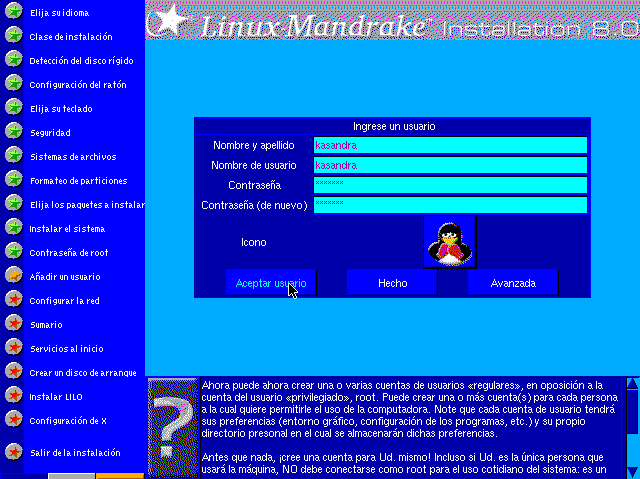 Elija su idioma
Clase de instalación
Detección del disco rígido
Configuración del ratón
Elija su teclado
Seguridad
Sistemas de archivos
Formateo de particiones
Elija los paquetes a instalar
Instalar el sistema
Contraseña de root
Añadir un usuario
Configurar la red
Sumario
Servicios al inicio
Crear un disco de arranque
Instalar LILO
Configuración de X
Salir de la instalación
Linux Mandrake™ Installation 8.0
Ingrese un usuario
Nombre y apellido kasandra
Nombre de usuario kasandra
Contraseña *******
Contraseña (de nuevo) *******
Icono
Aceptar usuario Hecho Avanzada
Ahora puede ahora crear una o varias cuentas de usuarios «regulares», en oposición a la
cuenta del usuario «privilegiado», root. Puede crear una o más cuenta(s) para cada persona
a la cual quiere permitirle el uso de la computadora. Note que cada cuenta de usuario tendrá
sus preferencias (entorno gráfico, configuración de los programas, etc.) y su propio
directorio presonal en el cual se almacenarán dichas preferencias.
Antes que nada, ¡cree una cuenta para Ud. mismo! Incluso si Ud. es la única persona que
usará la máquina, NO debe conectarse como root para el uso cotidiano del sistema: es un